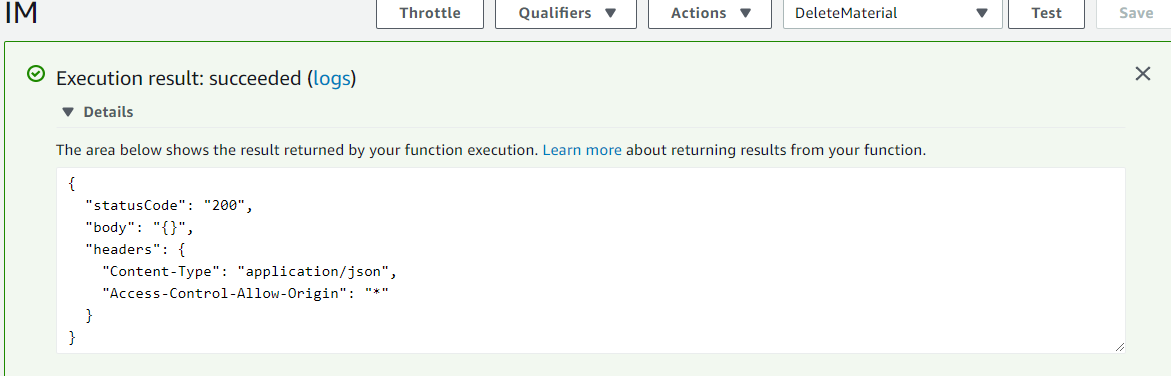 IM
Throttle Qualifiers Actions DeleteMaterial Test Save
Execution result: succeeded (logs)
Details
The area below shows the result returned by your function execution. Learn more about returning results from your function.
{
  "statusCode": "200",
  "body": "{}",
  "headers": {
    "Content-Type": "application/json",
    "Access-Control-Allow-Origin": "*"
  }
}